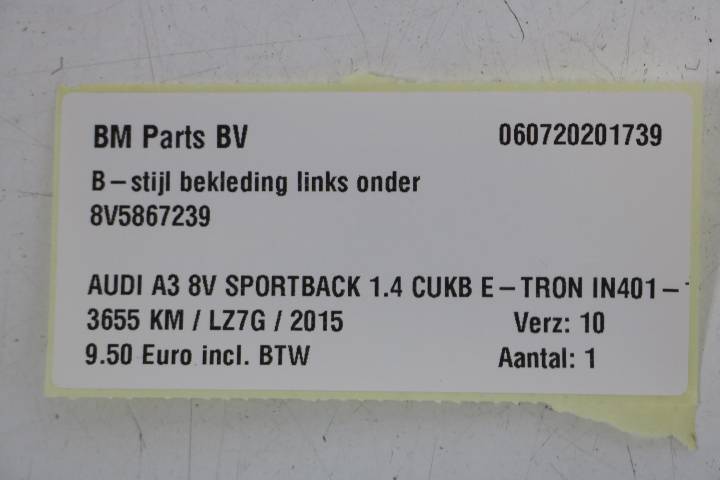 BM Parts BV 060720201739
B-stijl bekleding links onder
8V5867239
AUDI A3 8V SPORTBACK 1.4 CUKB E-TRON IN401-
3655 KM / LZ7G / 2015 Verz: 10
9.50 Euro incl. BTW Aantal: 1